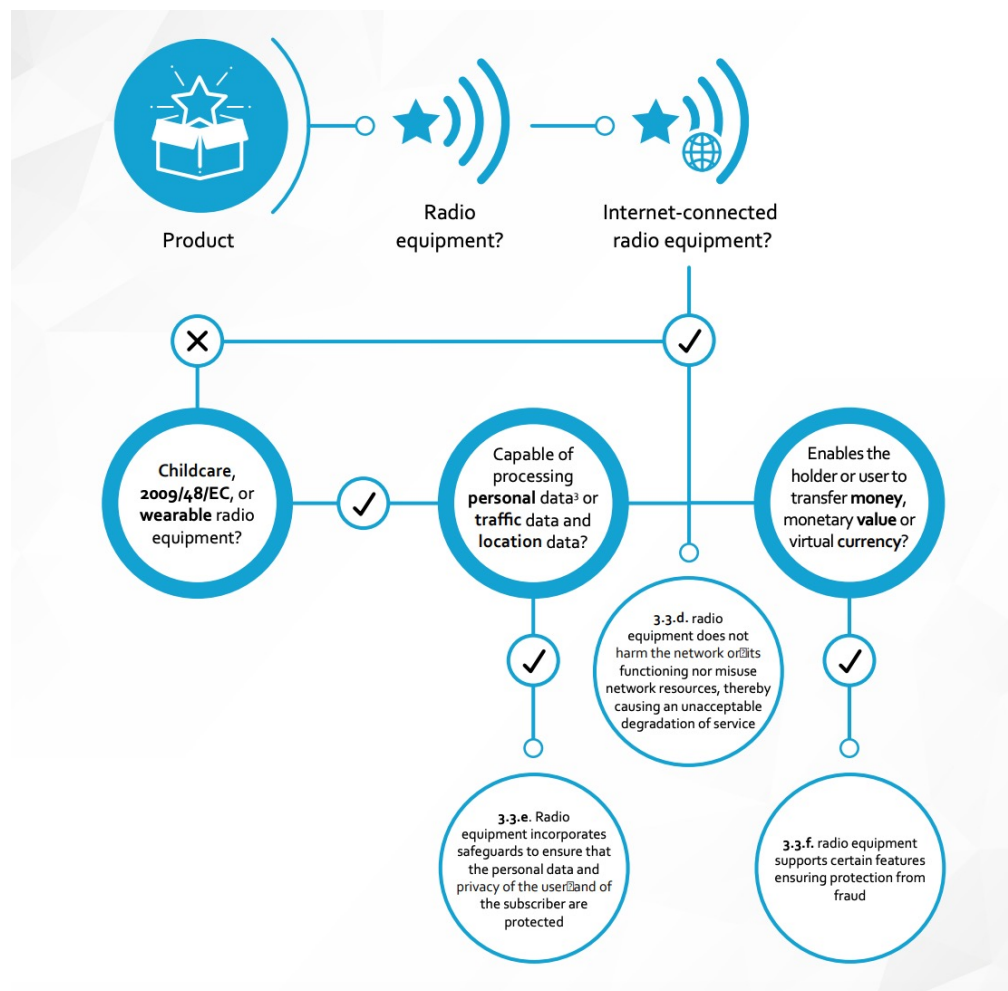 Product
Radio
equipment?
Internet-connected
radio equipment?
Childcare,
2009/48/EC, or
wearable radio
equipment?
Capable of
processing
personal data³ or
traffic data and
location data?
Enables the
holder or user to
transfer money,
monetary value or
virtual currency?
3.3.d. radio
equipment does not
harm the network or�its
functioning nor misuse
network resources, thereby
causing an unacceptable
degradation of service
3.3.e. Radio
equipment incorporates
safeguards to ensure that
the personal data and
privacy of the user�and of
the subscriber are
protected
3.3.f. radio equipment
supports certain features
ensuring protection from
fraud